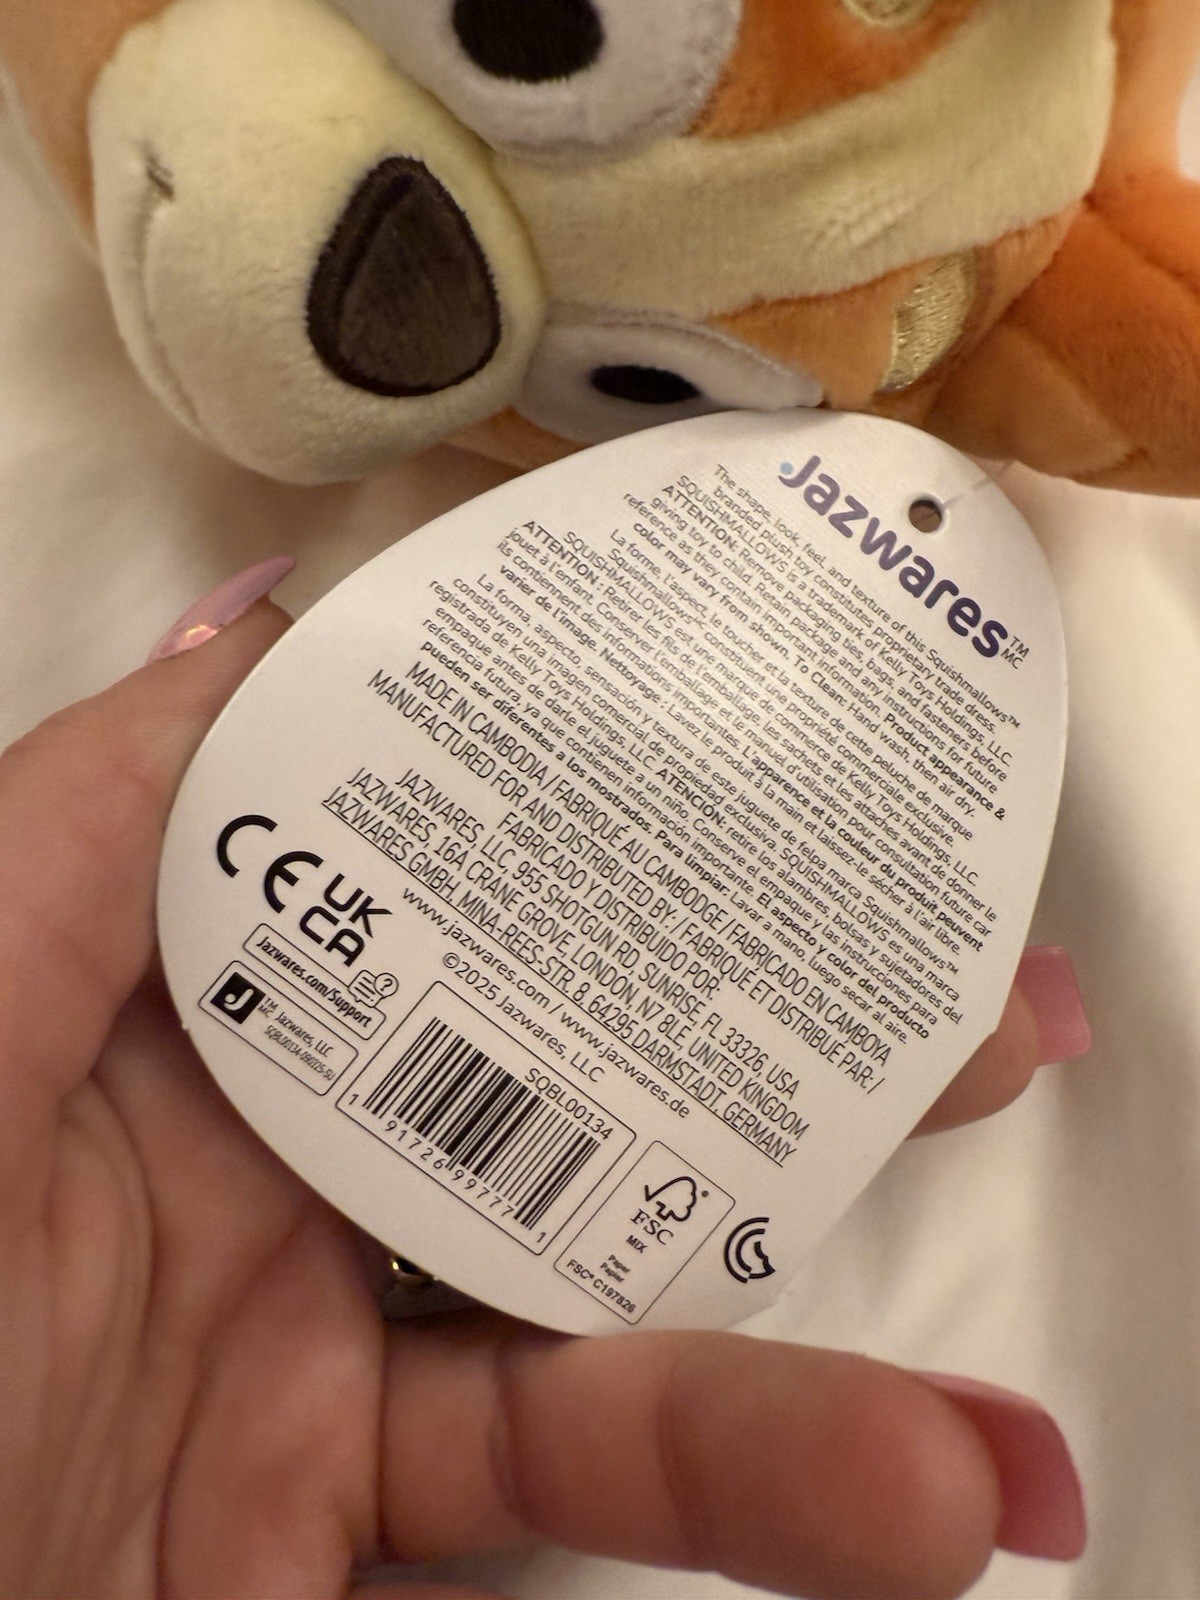 Jazwares™ MC
The shape, look, feel, and texture of this Squishmallows™
branded plush toy constitutes proprietary trade dress.
SQUISHMALLOWS is a trademark of Kelly Toys Holdings, LLC.
ATTENTION: Remove packaging ties, bags, and fasteners before
giving toy to child. Retain package and any instructions for future
reference as they contain important information. Product appearance &
color may vary from shown. To Clean: Hand wash, then air dry.
La forme, l'aspect, le toucher et la texture de cette peluche de marque
Squishmallowsᴹᶜ constituent une propriété commerciale exclusive.
SQUISHMALLOWS est une marque de commerce de Kelly Toys Holdings, LLC.
ATTENTION : Retirer les fils de l'emballage, les sachets et les attaches avant de donner le
jouet à l'enfant. Conserver l'emballage et le manuel d'utilisation pour consultation future car
ils contiennent des informations importantes. L'apparence et la couleur du produit peuvent
varier de l'image. Nettoyage : Lavez le produit à la main et laissez-le sécher à l'air libre.
La forma, aspecto, sensación y textura de este juguete de felpa marca Squishmallows™
constituyen una imagen comercial de propiedad exclusiva. SQUISHMALLOWS es una marca
registrada de Kelly Toys Holdings, LLC. ATENCIÓN: retire los alambres, bolsas y sujetadores del
empaque antes de darle el juguete a un niño. Conserve el empaque y las instrucciones para
referencia futura, ya que contienen información importante. El aspecto y color del producto
pueden ser diferentes a los mostrados. Para limpiar: Lavar a mano, luego secar al aire.
MADE IN CAMBODIA / FABRIQUÉ AU CAMBODGE / FABRICADO EN CAMBOYA
MANUFACTURED FOR AND DISTRIBUTED BY: / FABRIQUÉ ET DISTRIBUÉ PAR: /
FABRICADO Y DISTRIBUIDO POR:
JAZWARES, LLC, 955 SHOTGUN RD, SUNRISE, FL 33326, USA
JAZWARES, 16A CRANE GROVE, LONDON, N7 8LE, UNITED KINGDOM
JAZWARES GMBH, MINA-REES-STR. 8, 64295 DARMSTADT, GERMANY
www.jazwares.com / www.jazwares.de
©2025 Jazwares, LLC
CE
UK
CA
Jazwares.com/Support
?
J ™ MC Jazwares, LLC
SQBL00134-090325-SU
SQBL00134
1 91726 99777 1
FSC
MIX
Paper
Papier
FSC® C197826